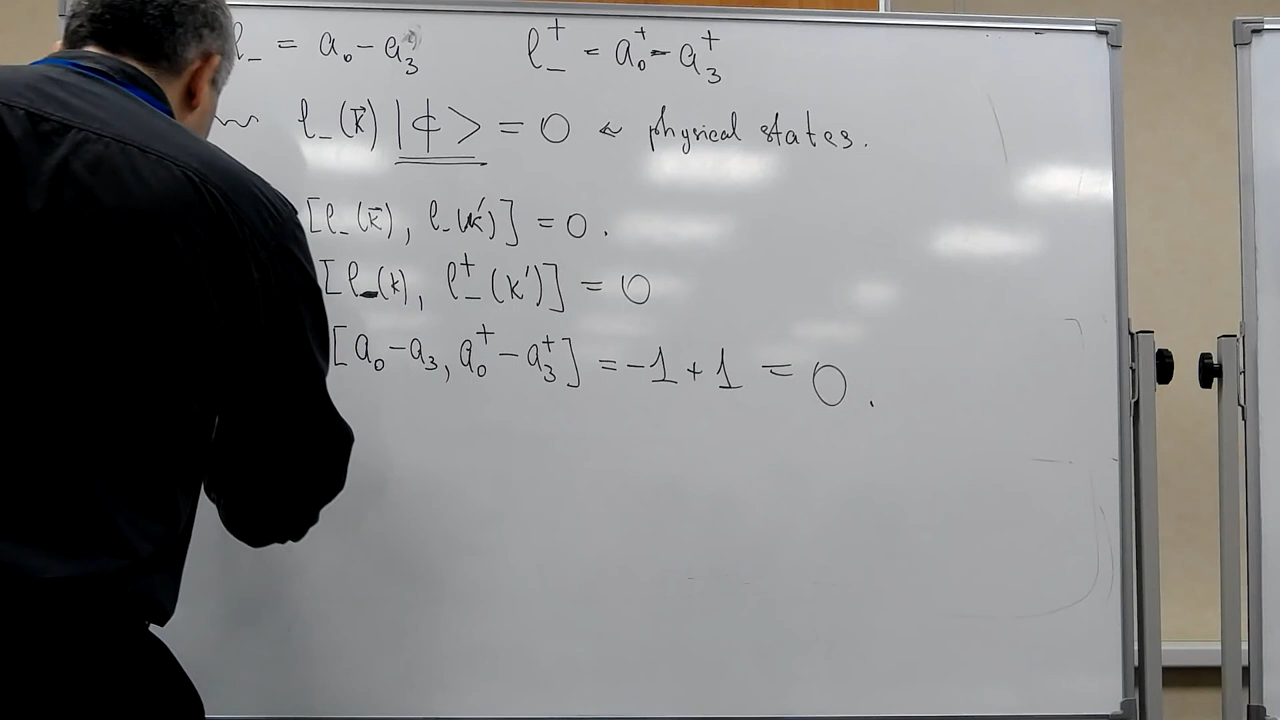 ℓ₋ = a₀ − a₃    ℓ₋⁺ = a₀⁺ − a₃⁺
ℓ₋(k⃗) |ϕ> = 0 ← physical states.
[ℓ₋(k⃗), ℓ₋(k′)] = 0.
[ℓ₋(k), ℓ₋⁺(k′)] = 0
[a₀ − a₃, a₀⁺ − a₃⁺] = −1 + 1 = 0.